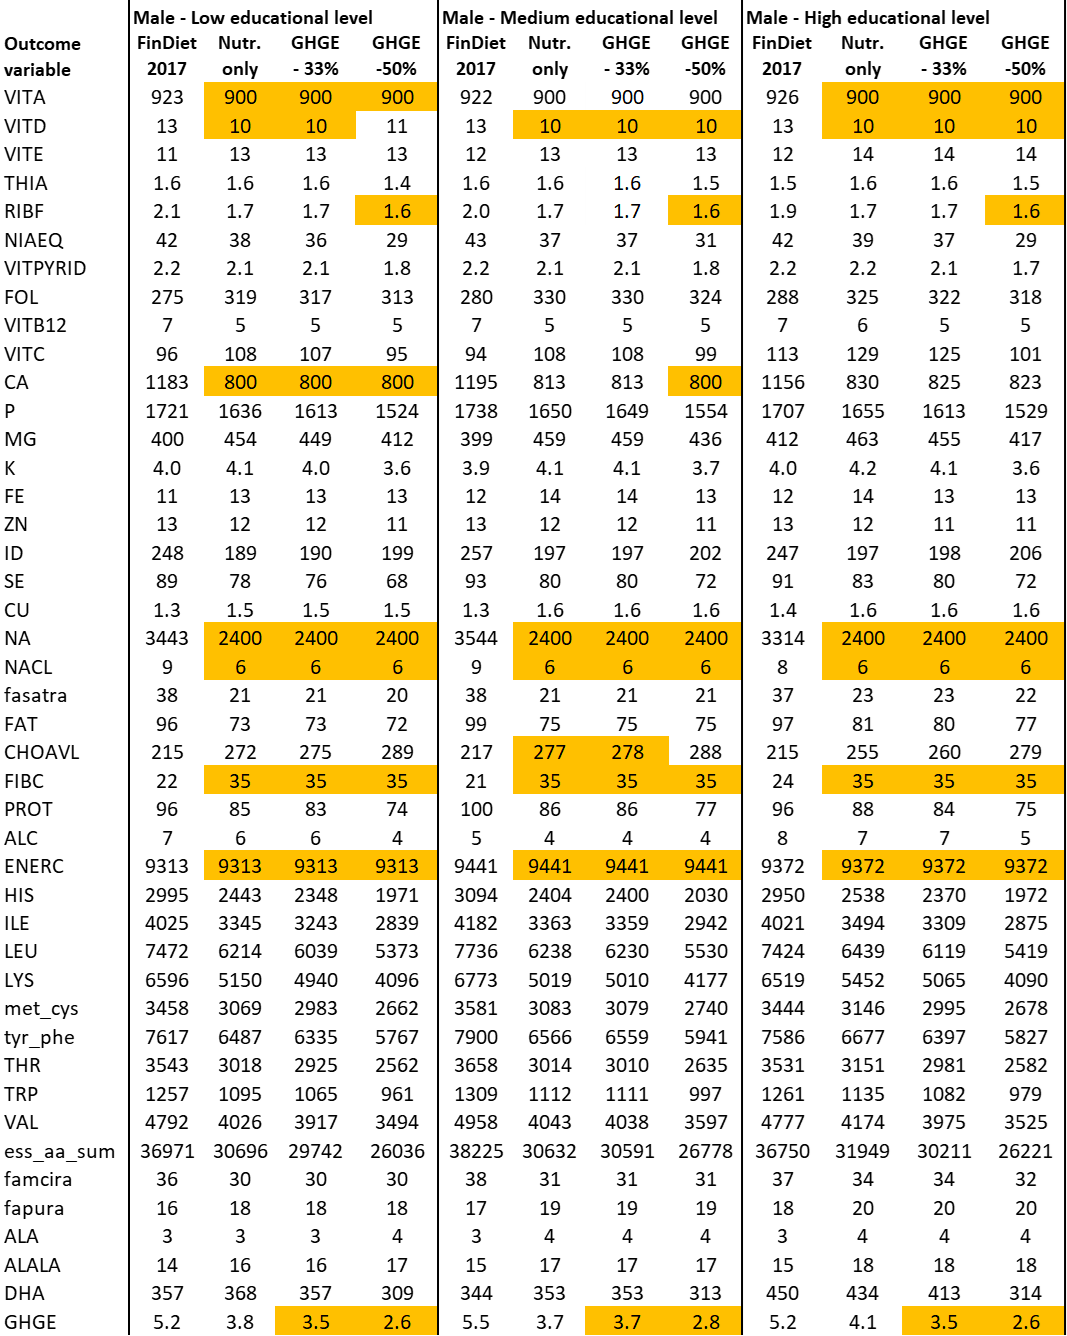 Male - Low educational level Male - Medium educational level Male - High educational level
Outcome FinDiet Nutr. GHGE GHGE FinDiet Nutr. GHGE GHGE FinDiet Nutr. GHGE GHGE
variable 2017 only - 33% -50% 2017 only - 33% -50% 2017 only - 33% -50%
VITA 923 900 900 900 922 900 900 900 926 900 900 900
VITD 13 10 10 11 13 10 10 10 13 10 10 10
VITE 11 13 13 13 12 13 13 13 12 14 14 14
THIA 1.6 1.6 1.6 1.4 1.6 1.6 1.6 1.5 1.5 1.6 1.6 1.5
RIBF 2.1 1.7 1.7 1.6 2.0 1.7 1.7 1.6 1.9 1.7 1.7 1.6
NIAEQ 42 38 36 29 43 37 37 31 42 39 37 29
VITPYRID 2.2 2.1 2.1 1.8 2.2 2.1 2.1 1.8 2.2 2.2 2.1 1.7
FOL 275 319 317 313 280 330 330 324 288 325 322 318
VITB12 7 5 5 5 7 5 5 5 7 6 5 5
VITC 96 108 107 95 94 108 108 99 113 129 125 101
CA 1183 800 800 800 1195 813 813 800 1156 830 825 823
P 1721 1636 1613 1524 1738 1650 1649 1554 1707 1655 1613 1529
MG 400 454 449 412 399 459 459 436 412 463 455 417
K 4.0 4.1 4.0 3.6 3.9 4.1 4.1 3.7 4.0 4.2 4.1 3.6
FE 11 13 13 13 12 14 14 13 12 14 13 13
ZN 13 12 12 11 13 12 12 11 13 12 11 11
ID 248 189 190 199 257 197 197 202 247 197 198 206
SE 89 78 76 68 93 80 80 72 91 83 80 72
CU 1.3 1.5 1.5 1.5 1.3 1.6 1.6 1.6 1.4 1.6 1.6 1.6
NA 3443 2400 2400 2400 3544 2400 2400 2400 3314 2400 2400 2400
NACL 9 6 6 6 9 6 6 6 8 6 6 6
fasatra 38 21 21 20 38 21 21 21 37 23 23 22
FAT 96 73 73 72 99 75 75 75 97 81 80 77
CHOAVL 215 272 275 289 217 277 278 288 215 255 260 279
FIBC 22 35 35 35 21 35 35 35 24 35 35 35
PROT 96 85 83 74 100 86 86 77 96 88 84 75
ALC 7 6 6 4 5 4 4 4 8 7 7 5
ENERC 9313 9313 9313 9313 9441 9441 9441 9441 9372 9372 9372 9372
HIS 2995 2443 2348 1971 3094 2404 2400 2030 2950 2538 2370 1972
ILE 4025 3345 3243 2839 4182 3363 3359 2942 4021 3494 3309 2875
LEU 7472 6214 6039 5373 7736 6238 6230 5530 7424 6439 6119 5419
LYS 6596 5150 4940 4096 6773 5019 5010 4177 6519 5452 5065 4090
met_cys 3458 3069 2983 2662 3581 3083 3079 2740 3444 3146 2995 2678
tyr_phe 7617 6487 6335 5767 7900 6566 6559 5941 7586 6677 6397 5827
THR 3543 3018 2925 2562 3658 3014 3010 2635 3531 3151 2981 2582
TRP 1257 1095 1065 961 1309 1112 1111 997 1261 1135 1082 979
VAL 4792 4026 3917 3494 4958 4043 4038 3597 4777 4174 3975 3525
ess_aa_sum 36971 30696 29742 26036 38225 30632 30591 26778 36750 31949 30211 26221
famcira 36 30 30 30 38 31 31 31 37 34 34 32
fapura 16 18 18 18 17 19 19 19 18 20 20 20
ALA 3 3 3 4 3 4 4 4 3 4 4 4
ALALA 14 16 16 17 15 17 17 17 15 18 18 18
DHA 357 368 357 309 344 353 353 313 450 434 413 314
GHGE 5.2 3.8 3.5 2.6 5.5 3.7 3.7 2.8 5.2 4.1 3.5 2.6